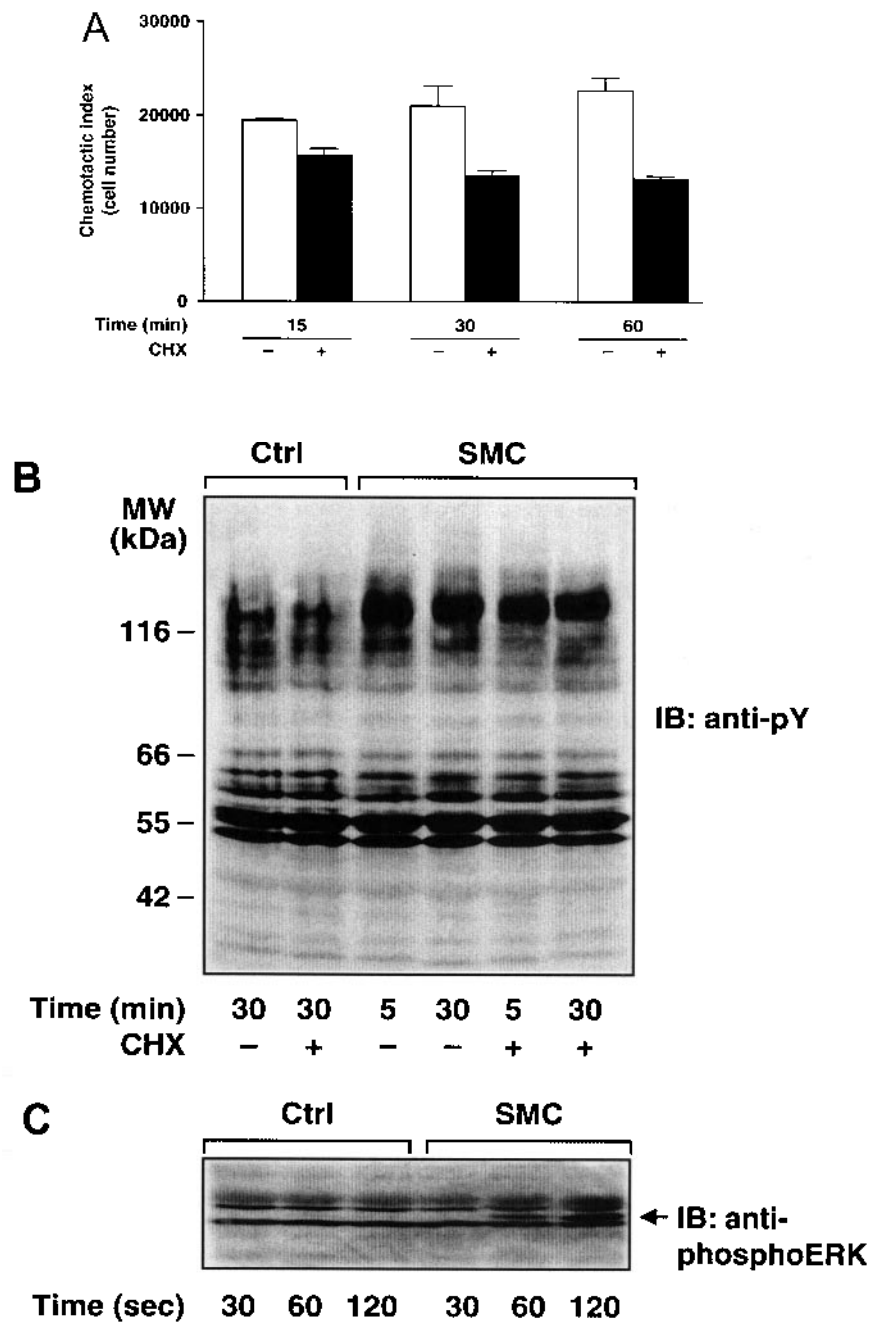 A
30000
20000
10000
0
Chemotactic index
(cell number)
Time (min) 15 30 60
CHX – + – + – +
B
Ctrl SMC
MW
(kDa)
116 –
66 –
55 –
42 –
IB: anti-pY
Time (min) 30 30 5 30 5 30
CHX – + – – + +
C
Ctrl SMC
IB: anti-
phosphoERK
Time (sec) 30 60 120 30 60 120